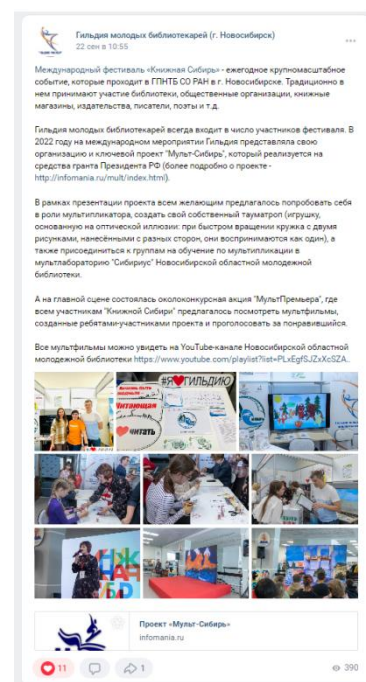 Гильдия молодых библиотекарей (г. Новосибирск)
22 сен в 10:55
Международный фестиваль «Книжная Сибирь» - ежегодное крупномасштабное
событие, которые проходит в ГПНТБ СО РАН в г. Новосибирске. Традиционно в
нем принимают участие библиотеки, общественные организации, книжные
магазины, издательства, писатели, поэты и т.д.
Гильдия молодых библиотекарей всегда входит в число участников фестиваля. В
2022 году на международном мероприятии Гильдия представляла свою
организацию и ключевой проект "Мульт-Сибирь", который реализуется на
средства гранта Президента РФ (более подробно о проекте -
http://infomania.ru/mult/index.html).
В рамках презентации проекта всем желающим предлагалось попробовать себя
в роли мультипликатора, создать свой собственный тауматроп (игрушку,
основанную на оптической иллюзии: при быстром вращении кружка с двумя
рисунками, нанесёнными с разных сторон, они воспринимаются как один), а
также присоединиться к группам на обучение по мультипликации в
мультлабораторию "Сибириус" Новосибирской областной молодежной
библиотеки.
А на главной сцене состоялась околоконкурсная акция "МультПремьера", где
всем участникам "Книжной Сибири" предлагалось посмотреть мультфильмы,
созданные ребятами-участниками проекта и проголосовать за понравившийся.
Все мультфильмы можно увидеть на YouTube-канале Новосибирской областной
молодежной библиотеки https://www.youtube.com/playlist?list=PLxEgfSJZxXcSZA..
#Я❤ГИЛЬДИЮ
Читающая
читать
Проект «Мульт-Сибирь»
infomania.ru
11
1
390